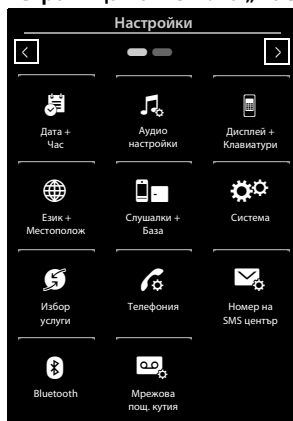 Настройки
Дата +
Час
Аудио
настройки
Дисплей +
Клавиатури
Език +
Местополож
Слушалки +
База
Система
Избор
услуги
Телефония
Номер на
SMS център
Bluetooth
Мрежова
пощ. кутия